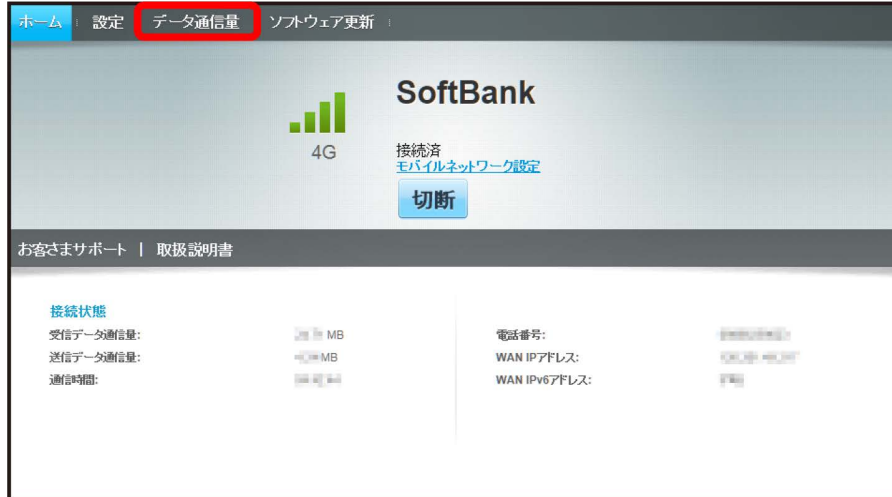 ホーム 設定 データ通信量 ソフトウェア更新
SoftBank
4G
接続済
モバイルネットワーク設定
切断
お客さまサポート | 取扱説明書
接続状態
受信データ通信量: MB
送信データ通信量: MB
通信時間:
電話番号:
WAN IPアドレス:
WAN IPv6アドレス: